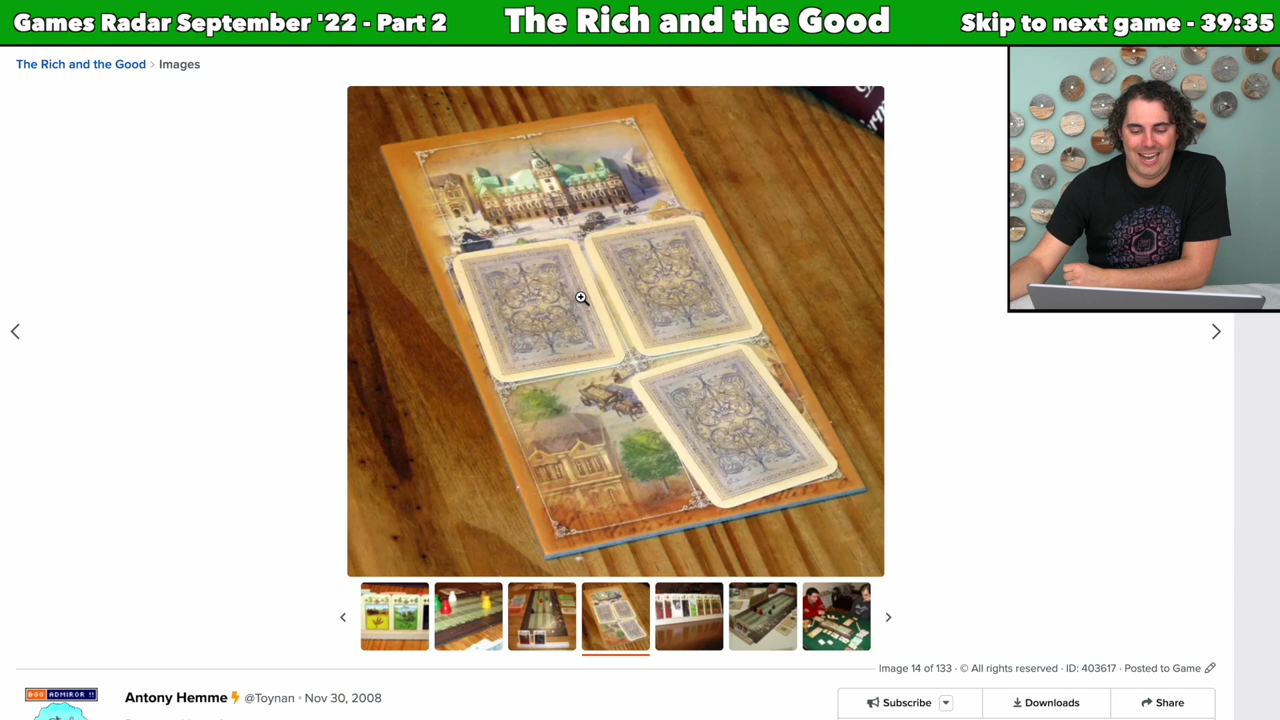 Games Radar September '22 - Part 2
The Rich and the Good
Skip to next game - 39:35
The Rich and the Good > Images
Image 14 of 133 · © All rights reserved · ID: 403617 · Posted to Game
BGG ADMIROR !!
Antony Hemme @Toynan · Nov 30, 2008
Subscribe
Downloads
Share